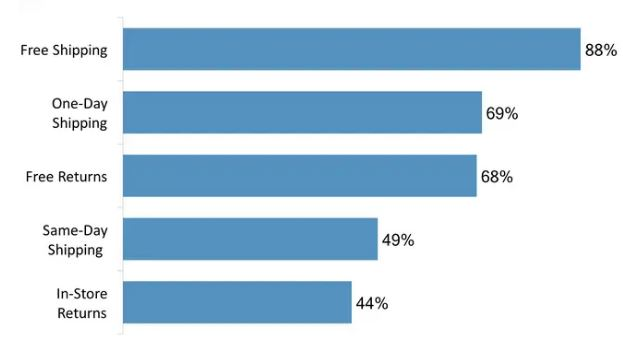 Free Shipping
88%
One-Day
Shipping
69%
Free Returns
68%
Same-Day
Shipping
49%
In-Store
Returns
44%